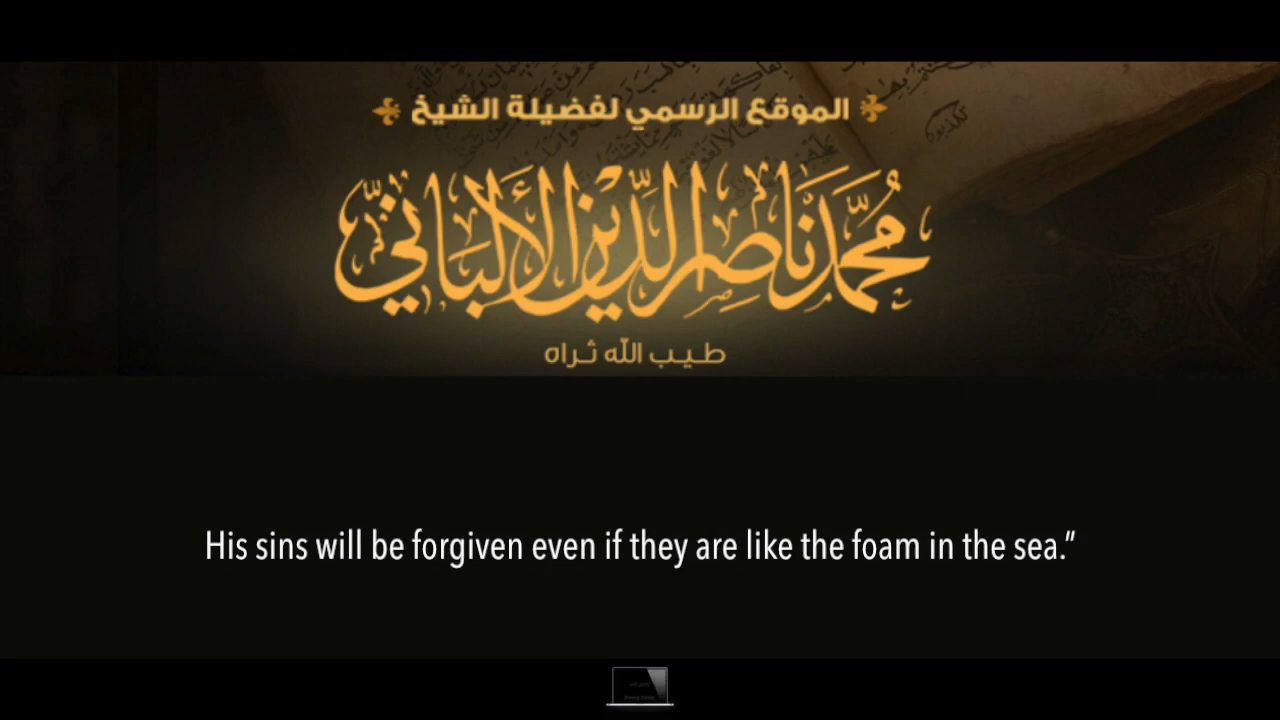 الموقع الرسمي لفضيلة الشيخ
محمد ناصر الدين الألباني
طيب الله ثراه
His sins will be forgiven even if they are like the foam in the sea.”